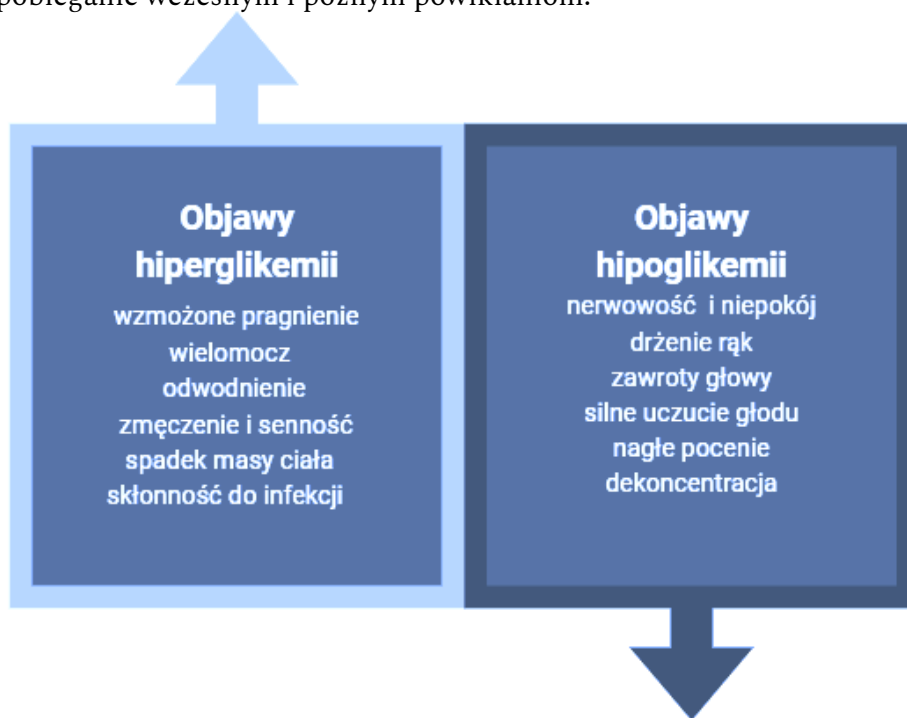 pobieganie wczesnym i późnym powikłaniom.
Objawy
hiperglikemii
wzmożone pragnienie
wielomocz
odwodnienie
zmęczenie i senność
spadek masy ciała
skłonność do infekcji
Objawy
hipoglikemii
nerwowość i niepokój
drżenie rąk
zawroty głowy
silne uczucie głodu
nagłe pocenie
dekoncentracja